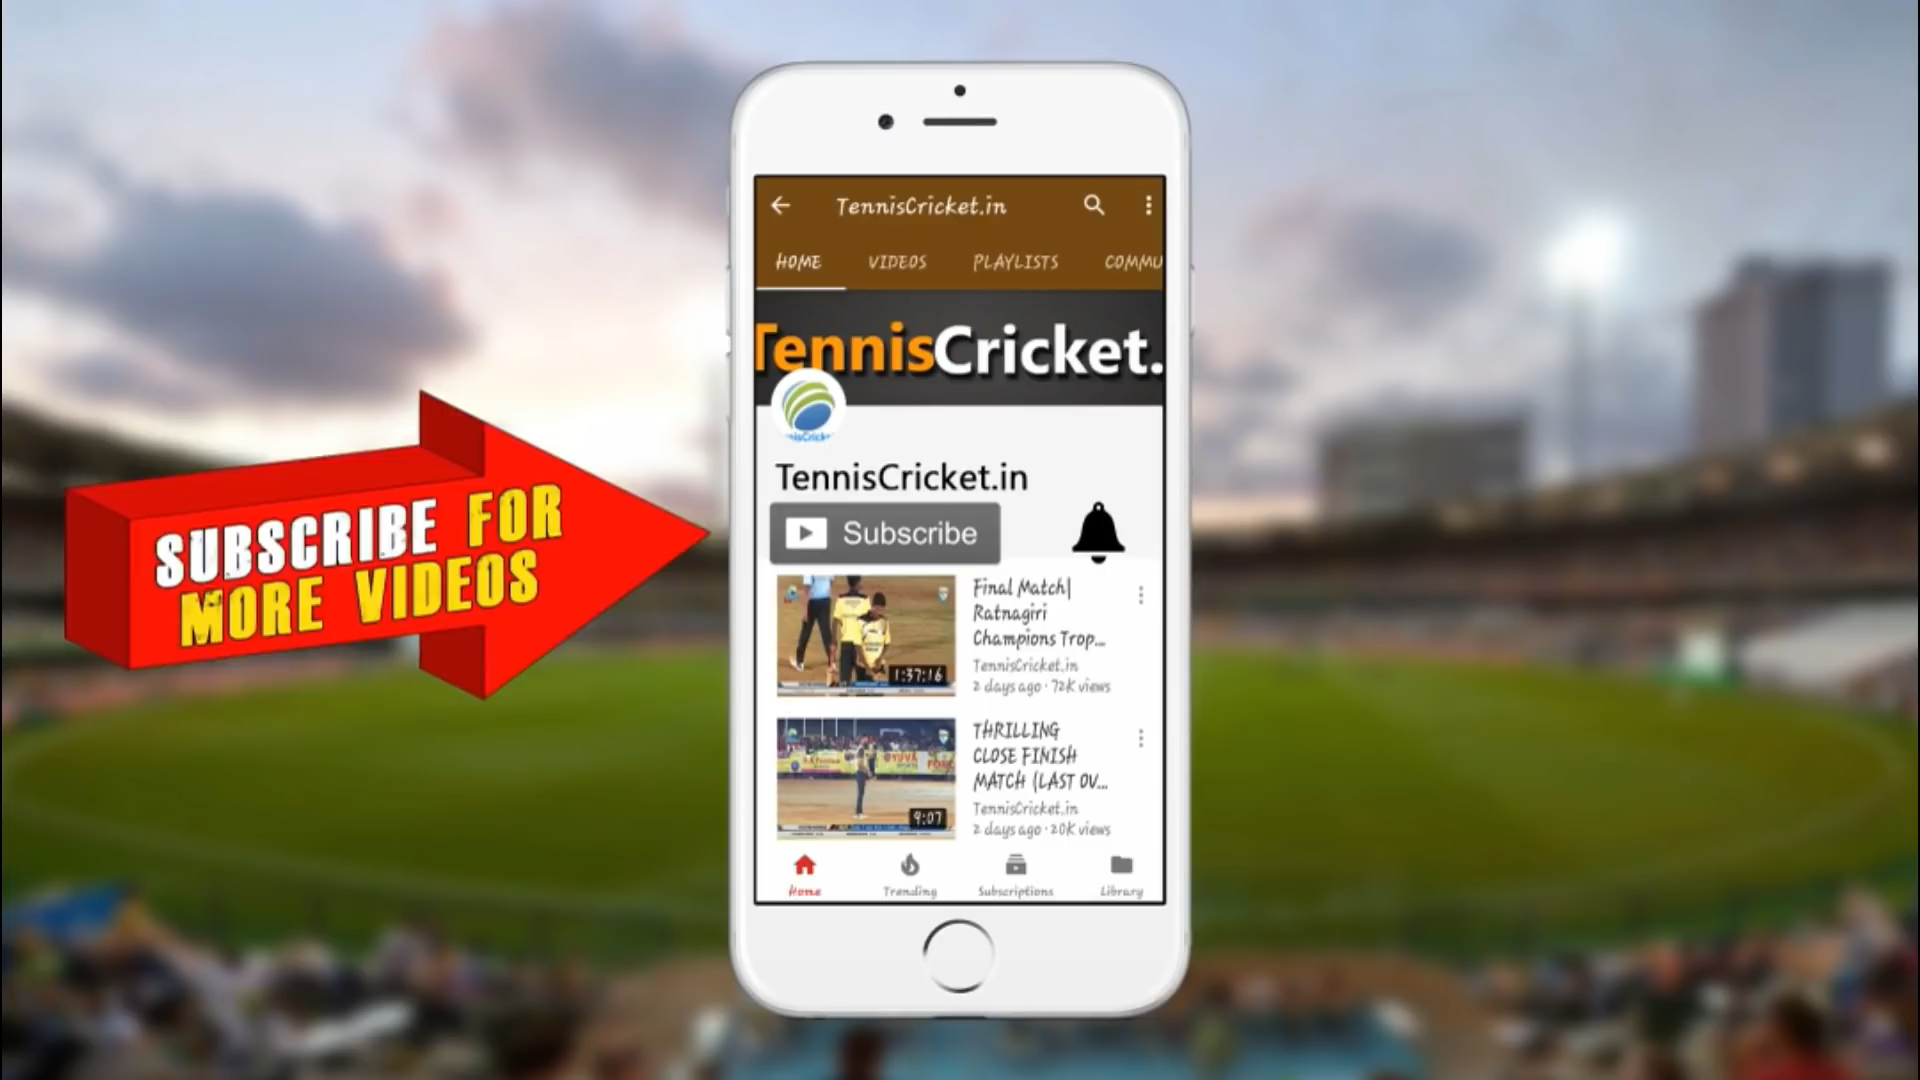 TennisCricket.in
HOME VIDEOS PLAYLISTS COMMU
TennisCricket.
TennisCricket.in
Subscribe
SUBSCRIBE FOR
MORE VIDEOS
Final Match|
Ratnagiri
Champions Trop...
TennisCricket.in
2 days ago · 72K views
1:37:16
THRILLING
CLOSE FINISH
MATCH (LAST OV...
TennisCricket.in
2 days ago · 20K views
9:07
Home Trending Subscriptions Library